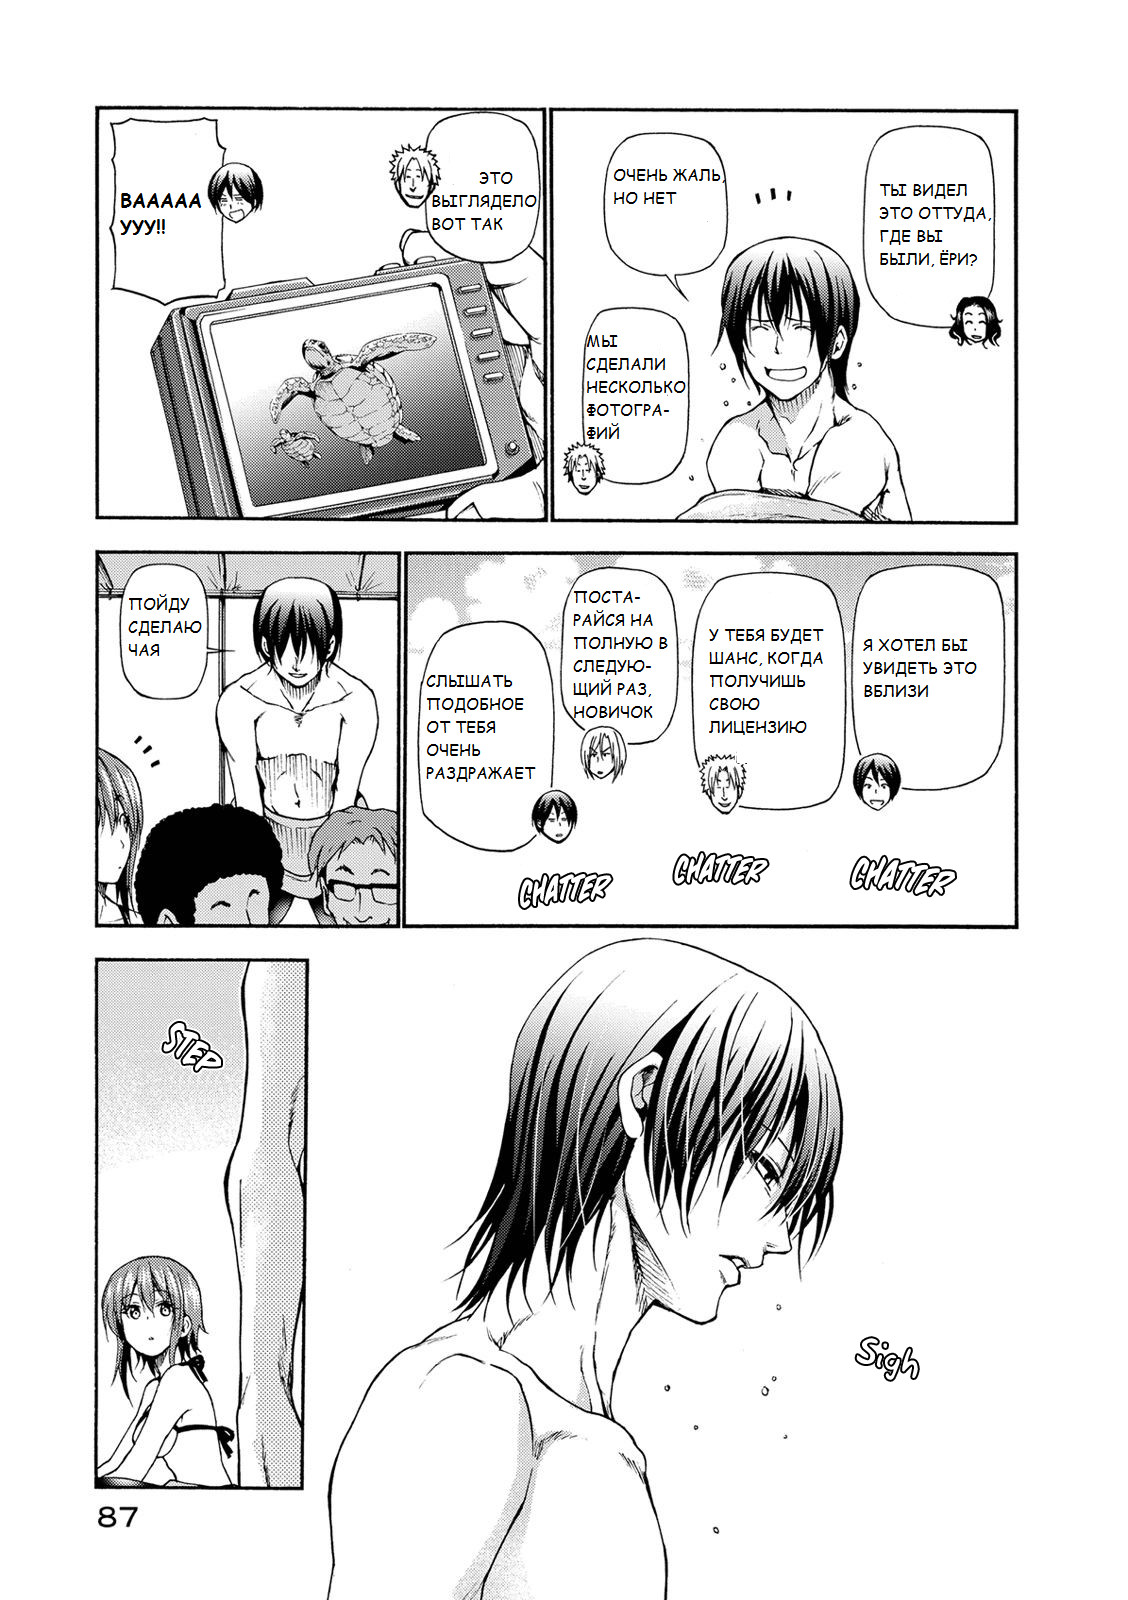 ТЫ ВИДЕЛ
ЭТО ОТТУДА,
ГДЕ ВЫ
БЫЛИ, ЁРИ?
ОЧЕНЬ ЖАЛЬ,
НО НЕТ
МЫ
СДЕЛАЛИ
НЕСКОЛЬКО
ФОТОГРА-
ФИЙ
ЭТО
ВЫГЛЯДЕЛО
ВОТ ТАК
ВААААА
УУУ!!
Я ХОТЕЛ БЫ
УВИДЕТЬ ЭТО
ВБЛИЗИ
У ТЕБЯ БУДЕТ
ШАНС, КОГДА
ПОЛУЧИШЬ
СВОЮ
ЛИЦЕНЗИЮ
ПОСТА-
РАЙСЯ НА
ПОЛНУЮ В
СЛЕДУЮ-
ЩИЙ РАЗ,
НОВИЧОК
СЛЫШАТЬ
ПОДОБНОЕ
ОТ ТЕБЯ
ОЧЕНЬ
РАЗДРАЖАЕТ
CHATTER
CHATTER
CHATTER
ПОЙДУ
СДЕЛАЮ
ЧАЯ
Sigh
STEP
87